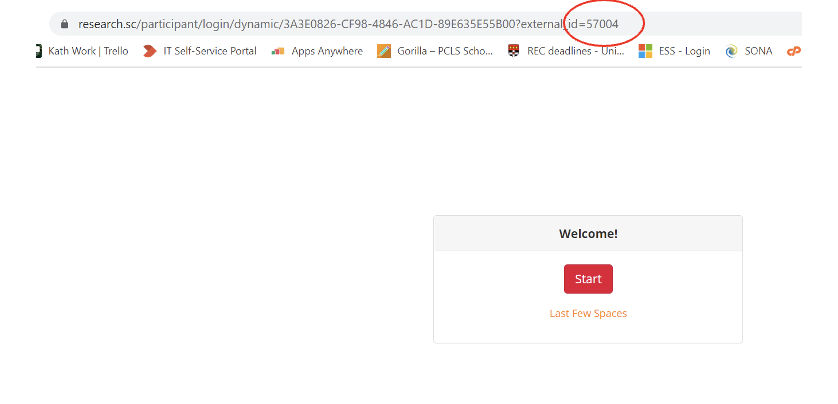 research.sc/participant/login/dynamic/3A3E0826-CF98-4846-AC1D-89E635E55B00?external_id=57004
Kath Work | Trello IT Self-Service Portal Apps Anywhere Gorilla – PCLS Scho... REC deadlines - Uni... ESS - Login SONA
Welcome!
Start
Last Few Spaces